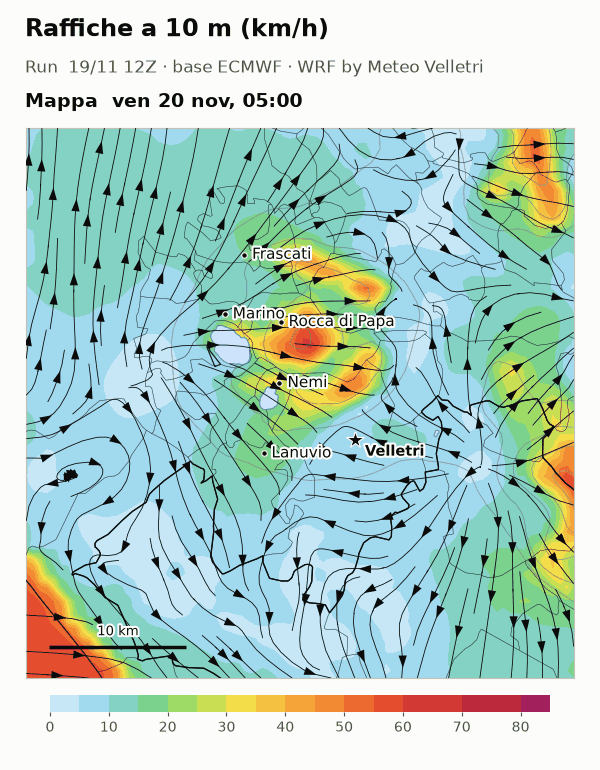 Raffiche a 10 m (km/h)
Run 19/11 12Z · base ECMWF · WRF by Meteo Velletri
Mappa ven 20 nov, 05:00
Frascati
Marino
Rocca di Papa
Nemi
Velletri
Lanuvio
10 km
0 10 20 30 40 50 60 70 80